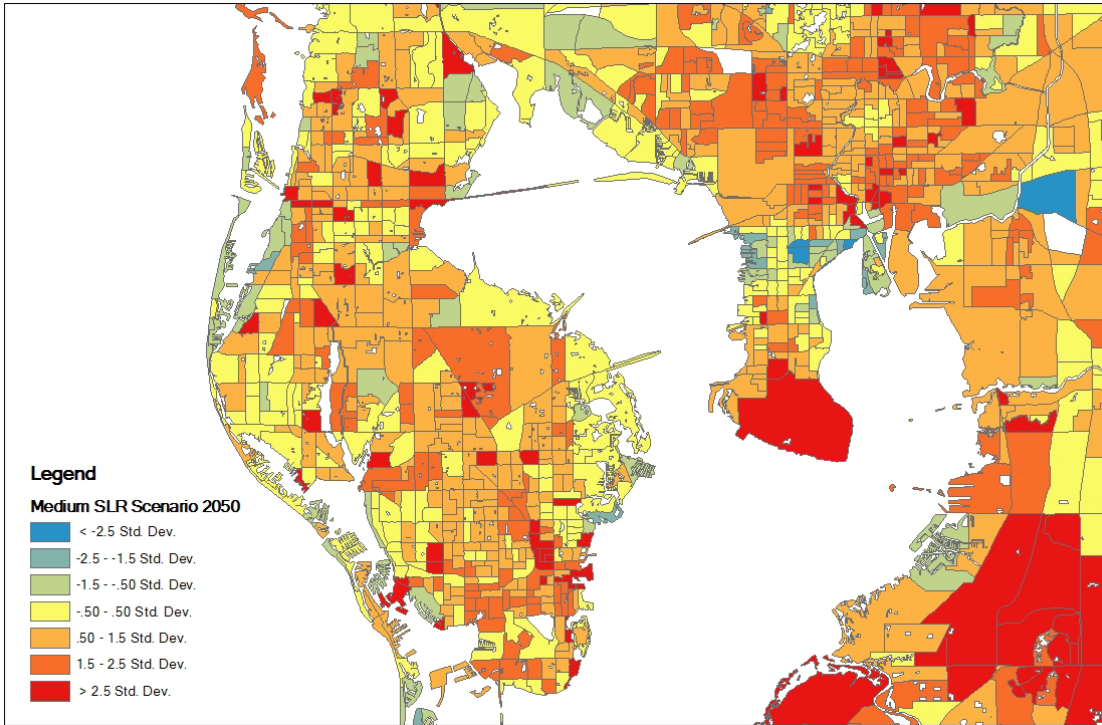 Legend
Medium SLR Scenario 2050
< -2.5 Std. Dev.
-2.5 - -1.5 Std. Dev.
-1.5 - -.50 Std. Dev.
-.50 - .50 Std. Dev.
.50 - 1.5 Std. Dev.
1.5 - 2.5 Std. Dev.
> 2.5 Std. Dev.